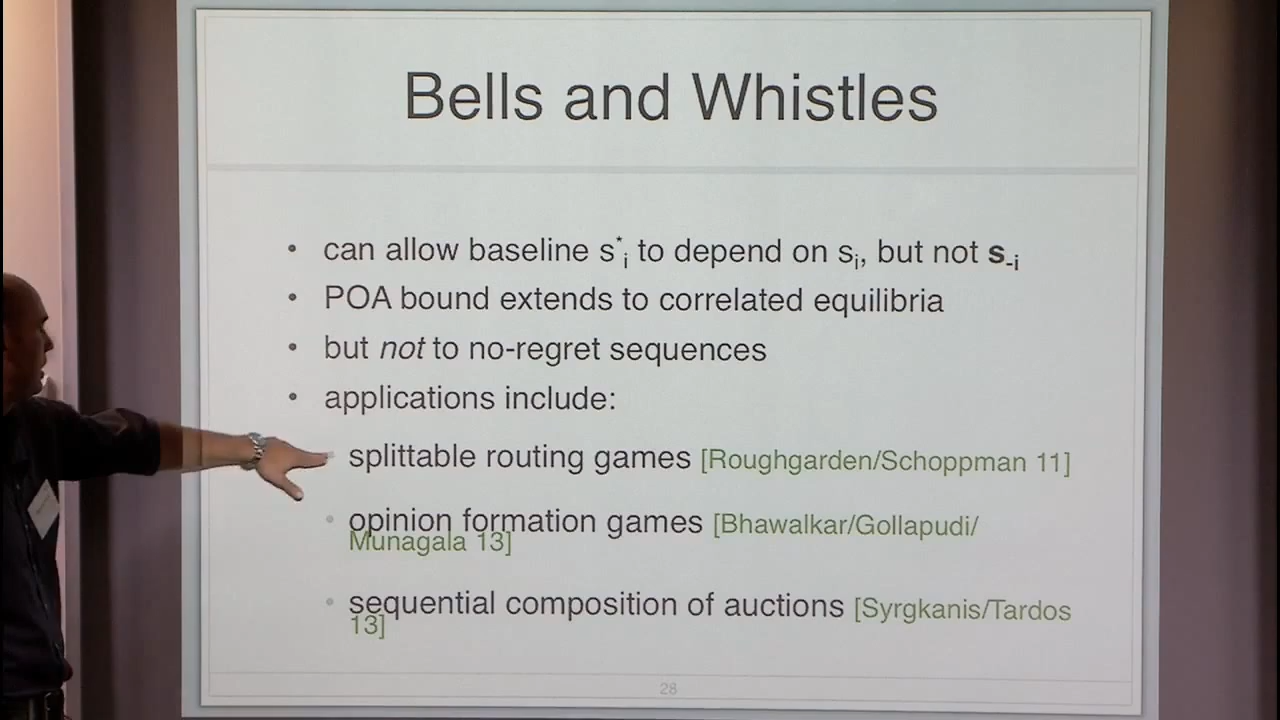 Bells and Whistles
• can allow baseline s*i to depend on si, but not s-i
• POA bound extends to correlated equilibria
• but not to no-regret sequences
• applications include:
splittable routing games [Roughgarden/Schoppman 11]
• opinion formation games [Bhawalkar/Gollapudi/
Munagala 13]
• sequential composition of auctions [Syrgkanis/Tardos
13]
28